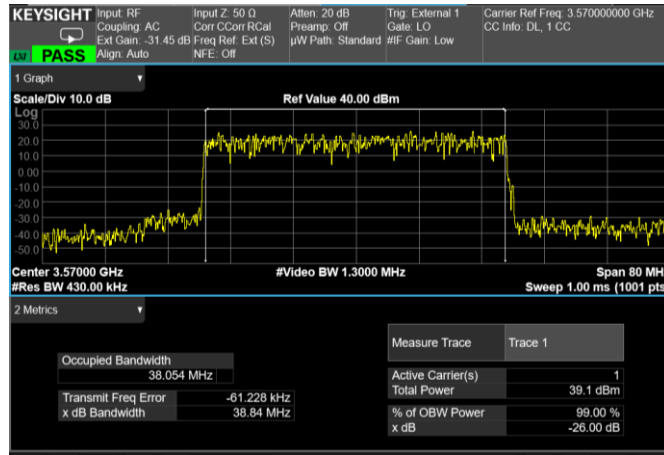 KEYSIGHT Input: RF Input Z: 50 Ω Atten: 20 dB Trig: External 1 Carrier Ref Freq: 3.570000000 GHz
Coupling: AC Corr CCorr RCal Preamp: Off Gate: LO CC Info: DL, 1 CC
Ext Gain: -31.45 dB Freq Ref: Ext (S) µW Path: Standard #IF Gain: Low
LXI PASS Align: Auto NFE: Off
1 Graph
Scale/Div 10.0 dB Ref Value 40.00 dBm
Log
30.0
20.0
10.0
0.00
-10.0
-20.0
-30.0
-40.0
-50.0
Center 3.57000 GHz #Video BW 1.3000 MHz Span 80 MH
#Res BW 430.00 kHz Sweep 1.00 ms (1001 pts
2 Metrics
Measure Trace Trace 1
Occupied Bandwidth
38.054 MHz
Active Carrier(s) 1
Total Power 39.1 dBm
Transmit Freq Error -61.228 kHz
x dB Bandwidth 38.84 MHz
% of OBW Power 99.00 %
x dB -26.00 dB